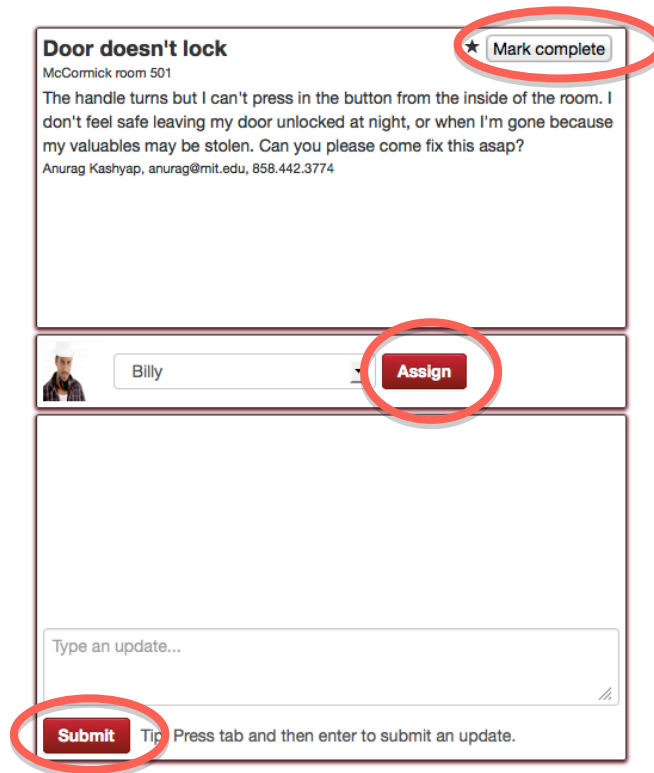 Door doesn't lock
★ Mark complete
McCormick room 501
The handle turns but I can't press in the button from the inside of the room. I
don't feel safe leaving my door unlocked at night, or when I'm gone because
my valuables may be stolen. Can you please come fix this asap?
Anurag Kashyap, anurag@mit.edu, 858.442.3774
Billy
Assign
Type an update...
Submit
Tip: Press tab and then enter to submit an update.